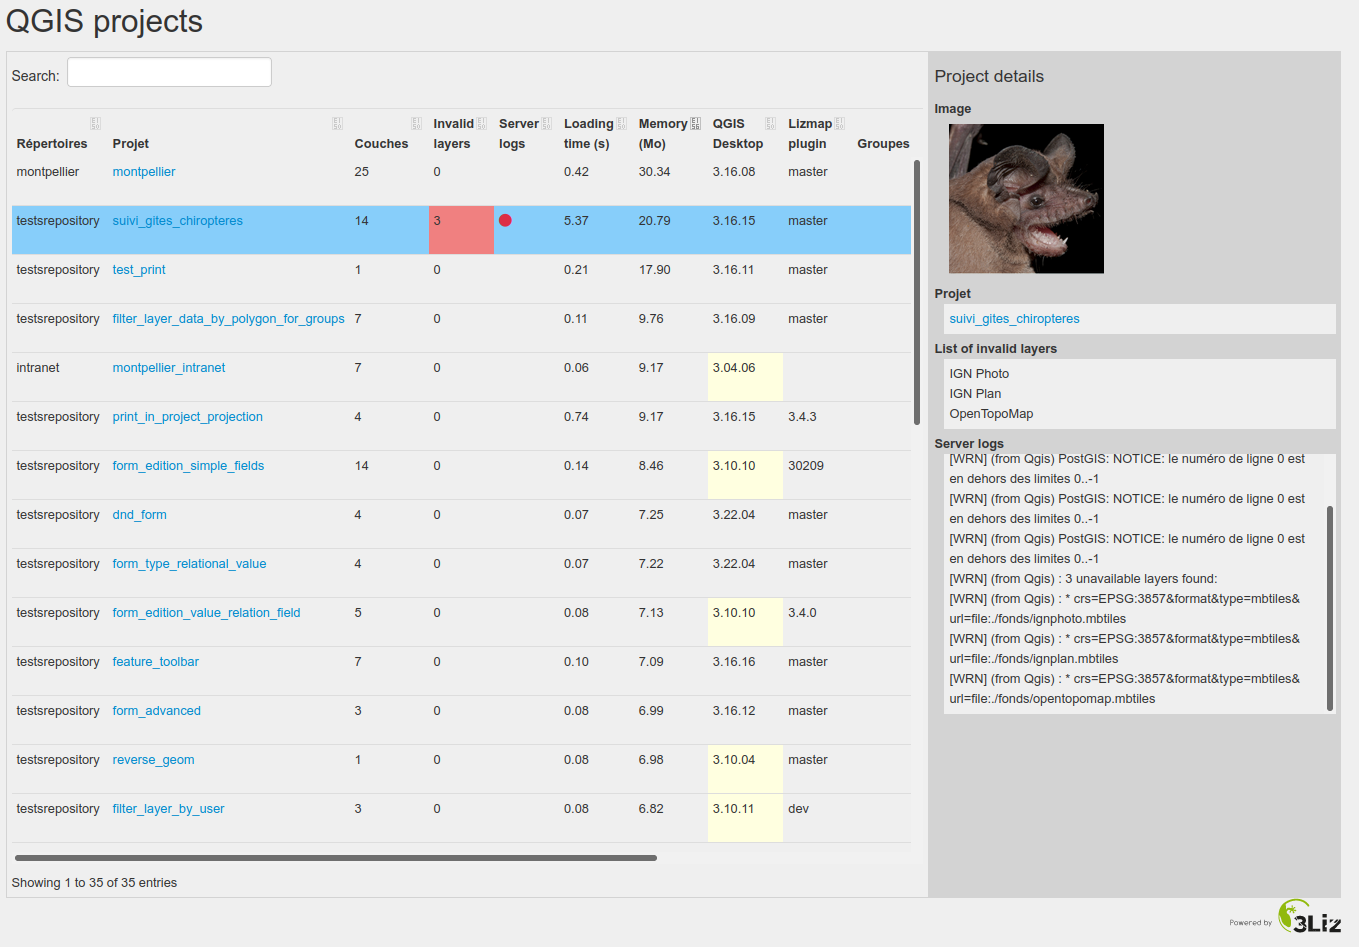 QGIS projects
Search:
Répertoires Projet Couches Invalid layers Server logs Loading time (s) Memory (Mo) QGIS Desktop Lizmap plugin Groupes
montpellier montpellier 25 0 0.42 30.34 3.16.08 master
testsrepository suivi_gites_chiropteres 14 3 5.37 20.79 3.16.15 master
testsrepository test_print 1 0 0.21 17.90 3.16.11 master
testsrepository filter_layer_data_by_polygon_for_groups 7 0 0.11 9.76 3.16.09 master
intranet montpellier_intranet 7 0 0.06 9.17 3.04.06
testsrepository print_in_project_projection 4 0 0.74 9.17 3.16.15 3.4.3
testsrepository form_edition_simple_fields 14 0 0.14 8.46 3.10.10 30209
testsrepository dnd_form 4 0 0.07 7.25 3.22.04 master
testsrepository form_type_relational_value 4 0 0.07 7.22 3.22.04 master
testsrepository form_edition_value_relation_field 5 0 0.08 7.13 3.10.10 3.4.0
testsrepository feature_toolbar 7 0 0.10 7.09 3.16.16 master
testsrepository form_advanced 3 0 0.08 6.99 3.16.12 master
testsrepository reverse_geom 1 0 0.08 6.98 3.10.04 master
testsrepository filter_layer_by_user 3 0 0.08 6.82 3.10.11 dev
Showing 1 to 35 of 35 entries
Project details
Image
Projet
suivi_gites_chiropteres
List of invalid layers
IGN Photo
IGN Plan
OpenTopoMap
Server logs
[WRN] (from Qgis) PostGIS: NOTICE: le numéro de ligne 0 est
en dehors des limites 0..-1
[WRN] (from Qgis) PostGIS: NOTICE: le numéro de ligne 0 est
en dehors des limites 0..-1
[WRN] (from Qgis) PostGIS: NOTICE: le numéro de ligne 0 est
en dehors des limites 0..-1
[WRN] (from Qgis) : 3 unavailable layers found:
[WRN] (from Qgis) : * crs=EPSG:3857&format&type=mbtiles&
url=file:./fonds/ignphoto.mbtiles
[WRN] (from Qgis) : * crs=EPSG:3857&format&type=mbtiles&
url=file:./fonds/ignplan.mbtiles
[WRN] (from Qgis) : * crs=EPSG:3857&format&type=mbtiles&
url=file:./fonds/opentopomap.mbtiles
Powered by 3Liz